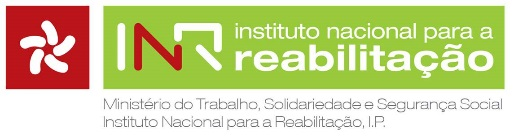 INR instituto nacional para a
reabilitação
Ministério do Trabalho, Solidariedade e Segurança Social
Instituto Nacional para a Reabilitação, I.P.